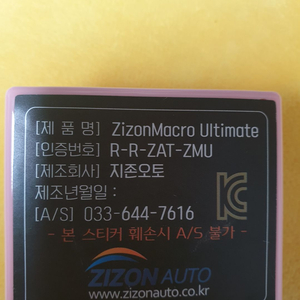 [제 품 명] ZizonMacro Ultimate
[인증번호] R-R-ZAT-ZMU
[제조회사] 지존오토
제조년월일 :
[A/S] 033-644-7616
- 본 스티커 훼손시 A/S 불가 -
ZIZON AUTO
www.zizonauto.co.kr